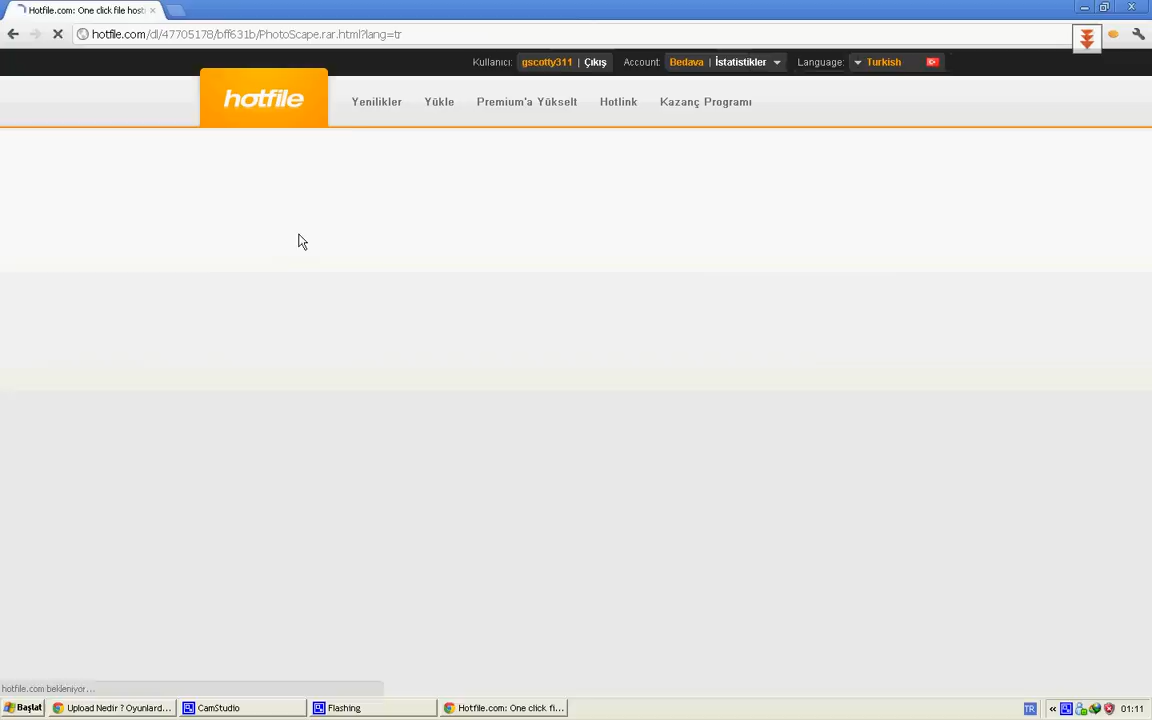 Hotfile.com: One click file host
hotfile.com/dl/47705178/bff631b/PhotoScape.rar.html?lang=tr
Kullanıcı: gscotty311 | Çıkış Account: Bedava | İstatistikler Language: Turkish
hotfile Yenilikler Yükle Premium'a Yükselt Hotlink Kazanç Programı
hotfile.com bekleniyor...
Başlat Upload Nedir ? Oyunlard... CamStudio Flashing Hotfile.com: One click fi... TR « 01:11